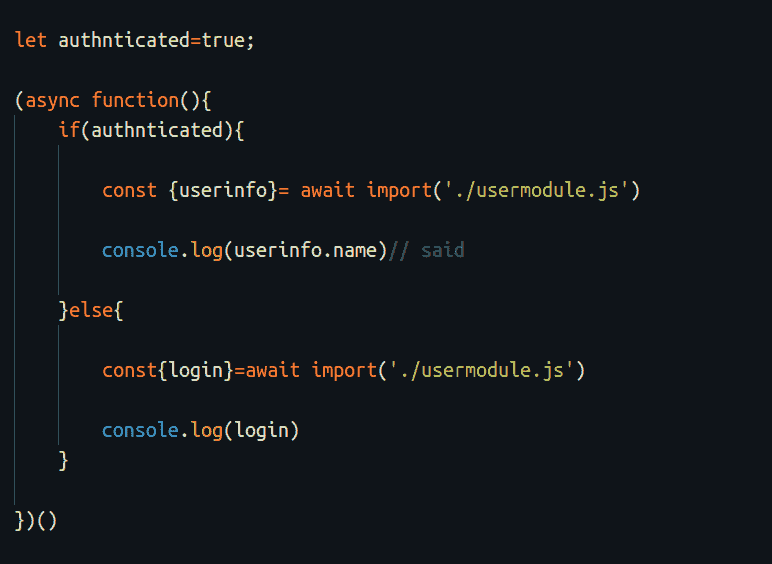 let authnticated=true;
(async function(){
if(authnticated){
const {userinfo}= await import('./usermodule.js')
console.log(userinfo.name)// said
}else{
const{login}=await import('./usermodule.js')
console.log(login)
}
})()